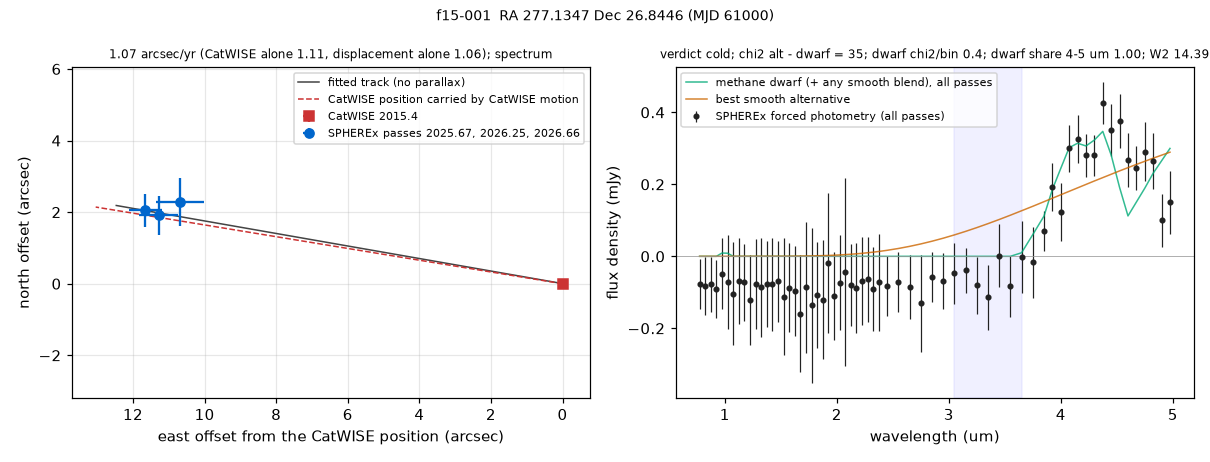 f15-001 RA 277.1347 Dec 26.8446 (MJD 61000)
1.07 arcsec/yr (CatWISE alone 1.11, displacement alone 1.06); spectrum
6
4
2
0
−2
12
10
8
6
4
2
0
north offset (arcsec)
east offset from the CatWISE position (arcsec)
fitted track (no parallax)
CatWISE position carried by CatWISE motion
CatWISE 2015.4
SPHEREx passes 2025.67, 2026.25, 2026.66
verdict cold; chi2 alt - dwarf = 35; dwarf chi2/bin 0.4; dwarf share 4-5 um 1.00; W2 14.39
methane dwarf (+ any smooth blend), all passes
best smooth alternative
SPHEREx forced photometry (all passes)
0.4
0.2
0.0
−0.2
1
2
3
4
5
flux density (mJy)
wavelength (um)